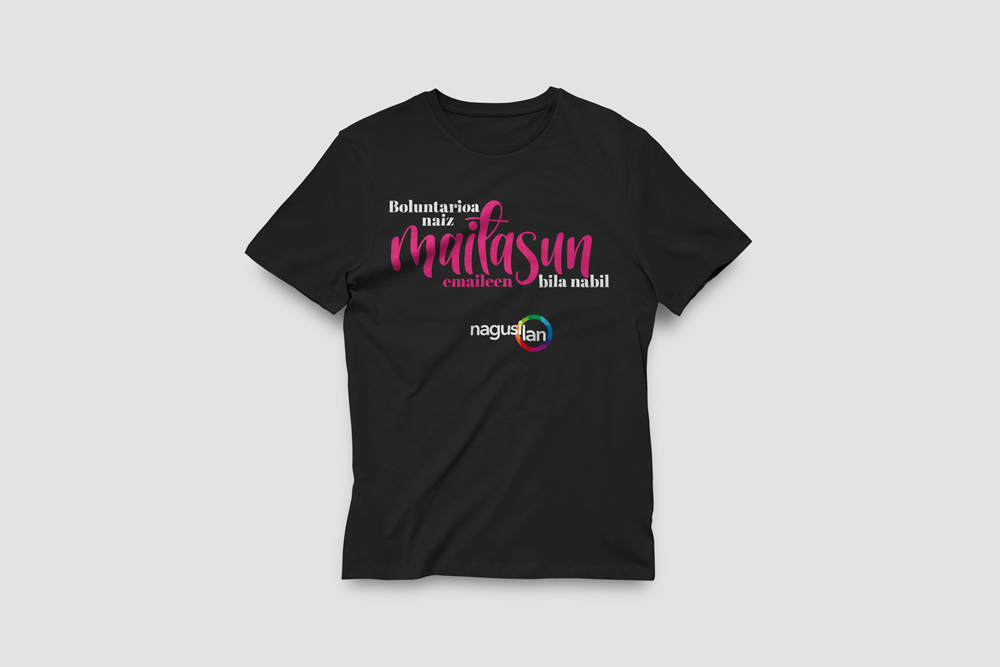 Boluntarioa
naiz
maitasun
emaileen bila nabil
nagusilan